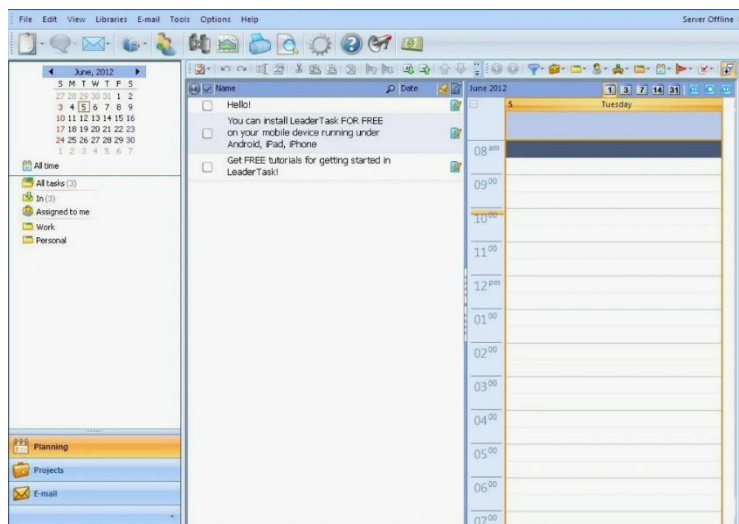 File Edit View Libraries E-mail Tools Options Help
Server Offline
June, 2012
S M T W T F S
27 28 29 30 31 1 2
3 4 5 6 7 8 9
10 11 12 13 14 15 16
17 18 19 20 21 22 23
24 25 26 27 28 29 30
1 2 3 4 5 6 7
All time
All tasks (3)
In (3)
Assigned to me
Work
Personal
Planning
Projects
E-mail
Name Date
Hello!
You can install LeaderTask FOR FREE
on your mobile device running under
Android, iPad, iPhone
Get FREE tutorials for getting started in
LeaderTask!
June 2012 1 3 7 14 31
5 Tuesday
08 am
09 00
10 00
11 00
12 pm
01 00
02 00
03 00
04 00
05 00
06 00
07 00